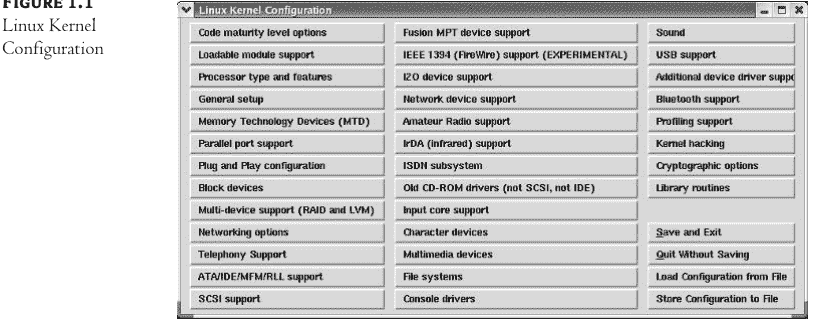 FIGURE 1.1
Linux Kernel
Configuration
Linux Kernel Configuration
Code maturity level options
Loadable module support
Processor type and features
General setup
Memory Technology Devices (MTD)
Parallel port support
Plug and Play configuration
Block devices
Multi-device support (RAID and LVM)
Networking options
Telephony Support
ATA/IDE/MFM/RLL support
SCSI support
Fusion MPT device support
IEEE 1394 (FireWire) support (EXPERIMENTAL)
I2O device support
Network device support
Amateur Radio support
IrDA (infrared) support
ISDN subsystem
Old CD-ROM drivers (not SCSI, not IDE)
Input core support
Character devices
Multimedia devices
File systems
Console drivers
Sound
USB support
Additional device driver suppo
Bluetooth support
Profiling support
Kernel hacking
Cryptographic options
Library routines
Save and Exit
Quit Without Saving
Load Configuration from File
Store Configuration to File